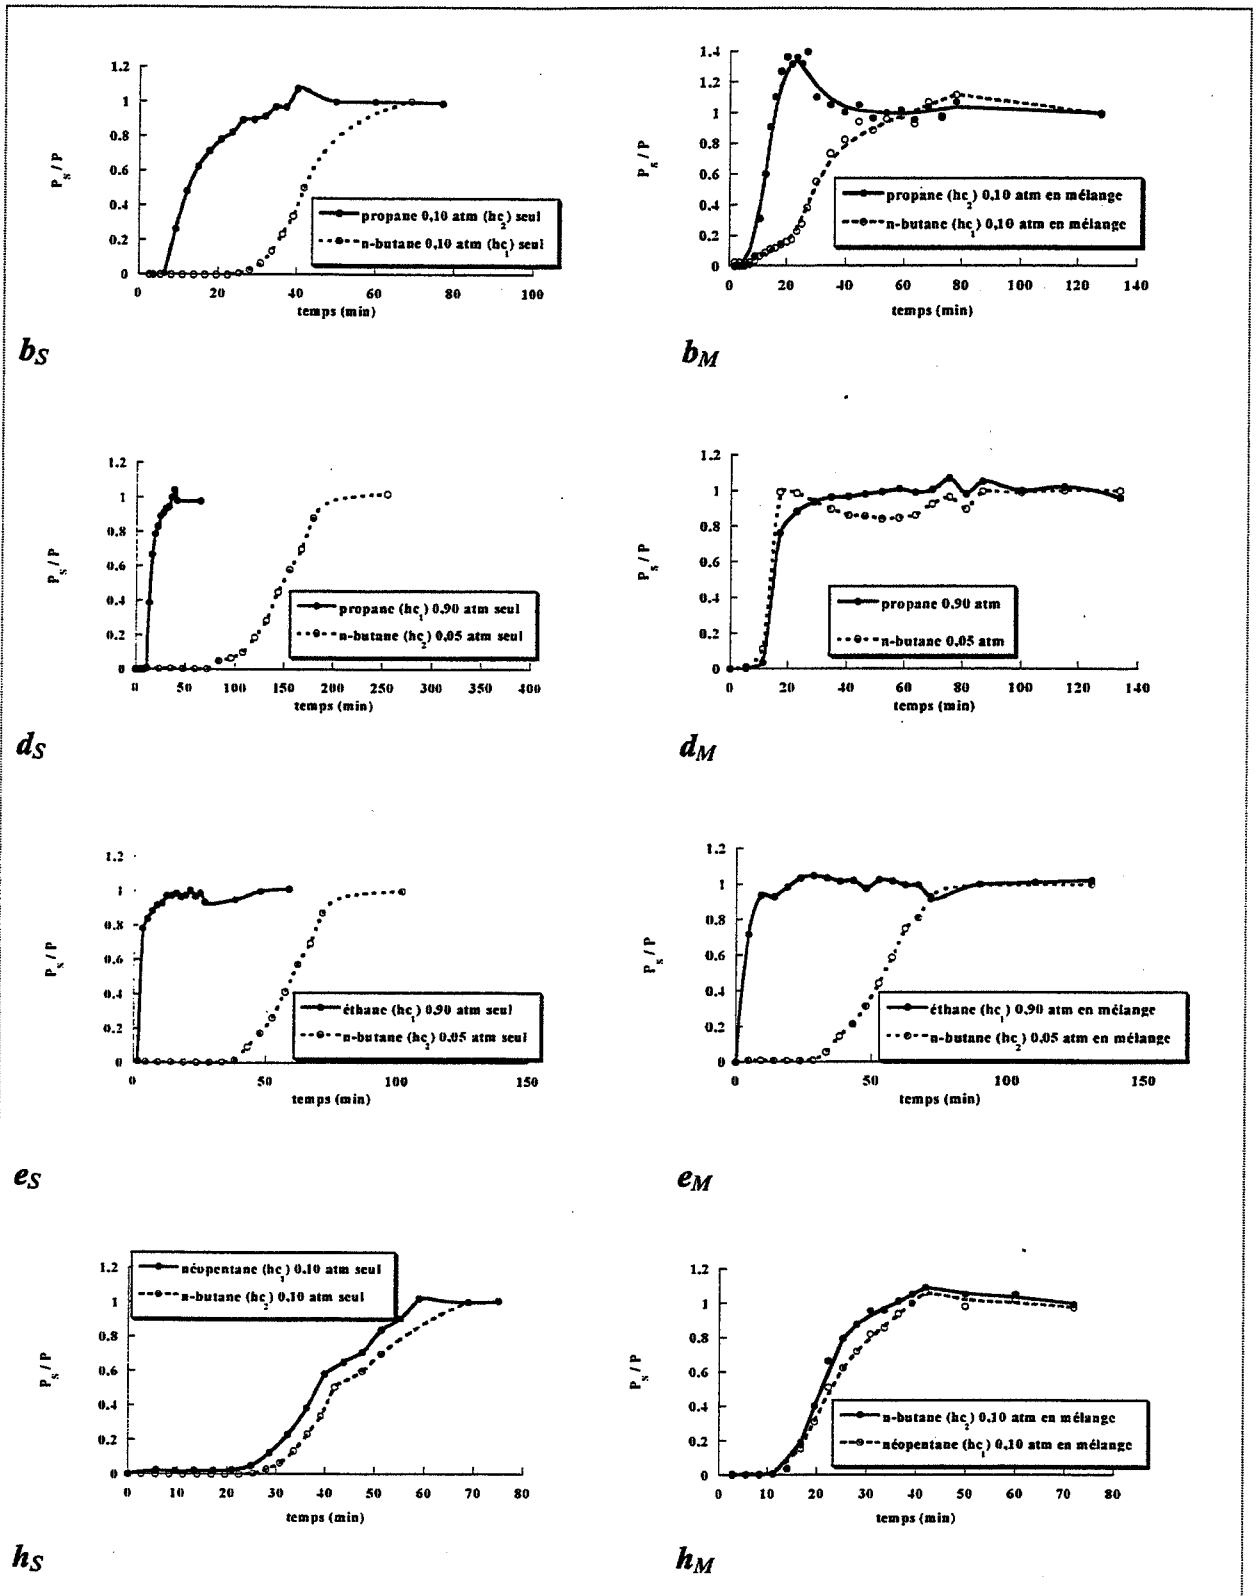 1.2
1
0.8
0.6
0.4
0.2
0
P_s / P
propane 0,10 atm (hc_2) seul
n-butane 0,10 atm (hc_1) seul
0 20 40 60 80 100
temps (min)
b_S
1.4
1.2
1
0.8
0.6
0.4
0.2
0
P_s / P
propane (hc_2) 0,10 atm en mélange
n-butane (hc_1) 0,10 atm en mélange
0 20 40 60 80 100 120 140
temps (min)
b_M
1.2
1
0.8
0.6
0.4
0.2
0
P_s / P
propane (hc_1) 0,90 atm seul
n-butane (hc_2) 0,05 atm seul
0 50 100 150 200 250 300 350 400
temps (min)
d_S
1.2
1
0.8
0.6
0.4
0.2
0
P_s / P
propane 0,90 atm
n-butane 0,05 atm
0 20 40 60 80 100 120 140
temps (min)
d_M
1.2
1
0.8
0.6
0.4
0.2
0
P_s / P
éthane (hc_1) 0,90 atm seul
n-butane (hc_2) 0,05 atm seul
0 50 100 150
temps (min)
e_S
1.2
1
0.8
0.6
0.4
0.2
0
P_s / P
éthane (hc_1) 0,90 atm en mélange
n-butane (hc_2) 0,05 atm en mélange
0 50 100 150
temps (min)
e_M
néopentane (hc_1) 0.10 atm seul
n-butane (hc_2) 0.10 atm seul
1.2
1
0.8
0.6
0.4
0.2
0
P_s / P
0 10 20 30 40 50 60 70 80
temps (min)
h_S
1.2
1
0.8
0.6
0.4
0.2
0
P_s / P
n-butane (hc_2) 0,10 atm en mélange
néopentane (hc_1) 0,10 atm en mélange
0 10 20 30 40 50 60 70 80
temps (min)
h_M